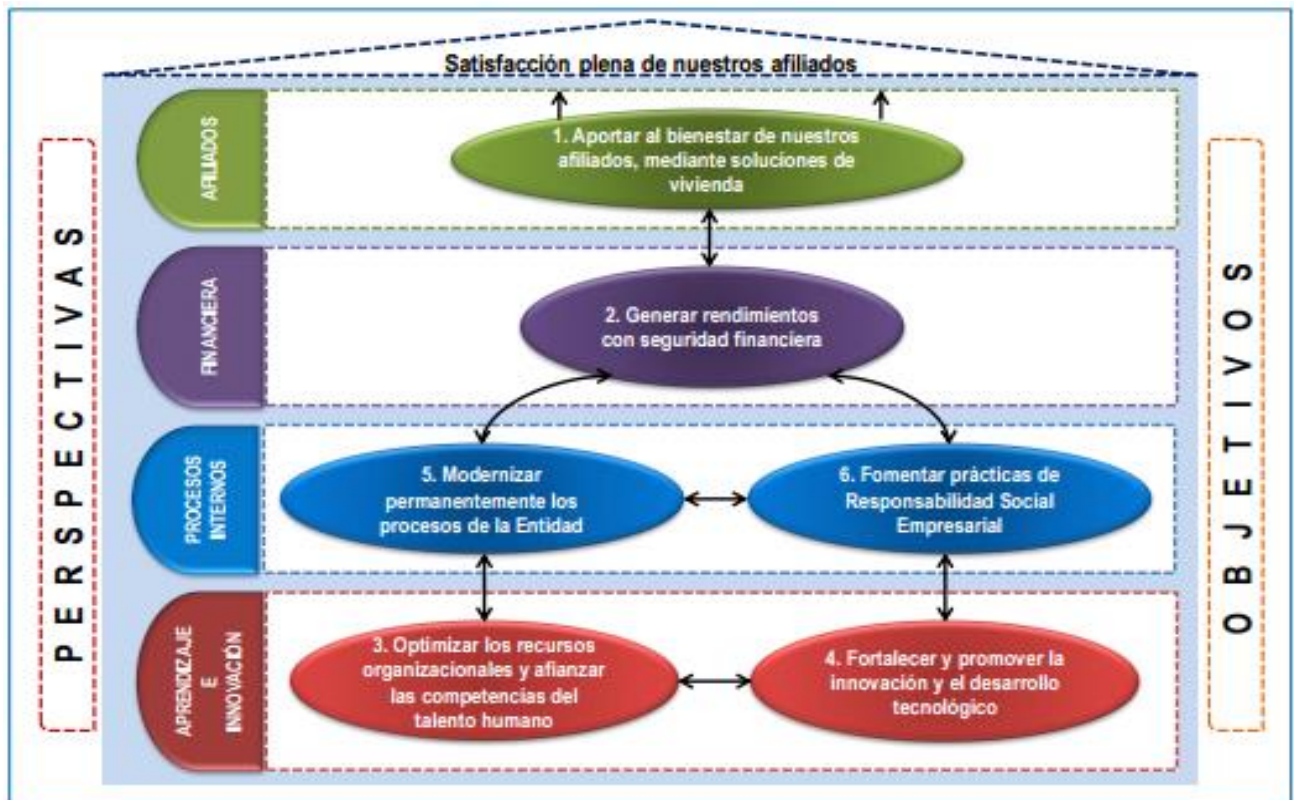 Satisfacción plena de nuestros afiliados
PERSPECTIVAS
AFILIADOS
1. Aportar al bienestar de nuestros
afiliados, mediante soluciones de
vivienda
FINANCIERA
2. Generar rendimientos
con seguridad financiera
PROCESOS
INTERNOS
5. Modernizar
permanentemente los
procesos de la Entidad
6. Fomentar prácticas de
Responsabilidad Social
Empresarial
APRENDIZAJE
E
INNOVACIÓN
3. Optimizar los recursos
organizacionales y afianzar
las competencias del
talento humano
4. Fortalecer y promover la
innovación y el desarrollo
tecnológico
OBJETIVOS